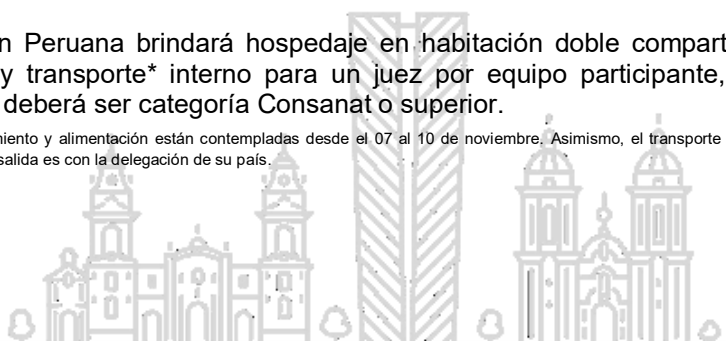 n Peruana brindará hospedaje en habitación doble compart
y transporte* interno para un juez por equipo participante,
deberá ser categoría Consanat o superior.
miento y alimentación están contempladas desde el 07 al 10 de noviembre. Asimismo, el transporte
salida es con la delegación de su país.